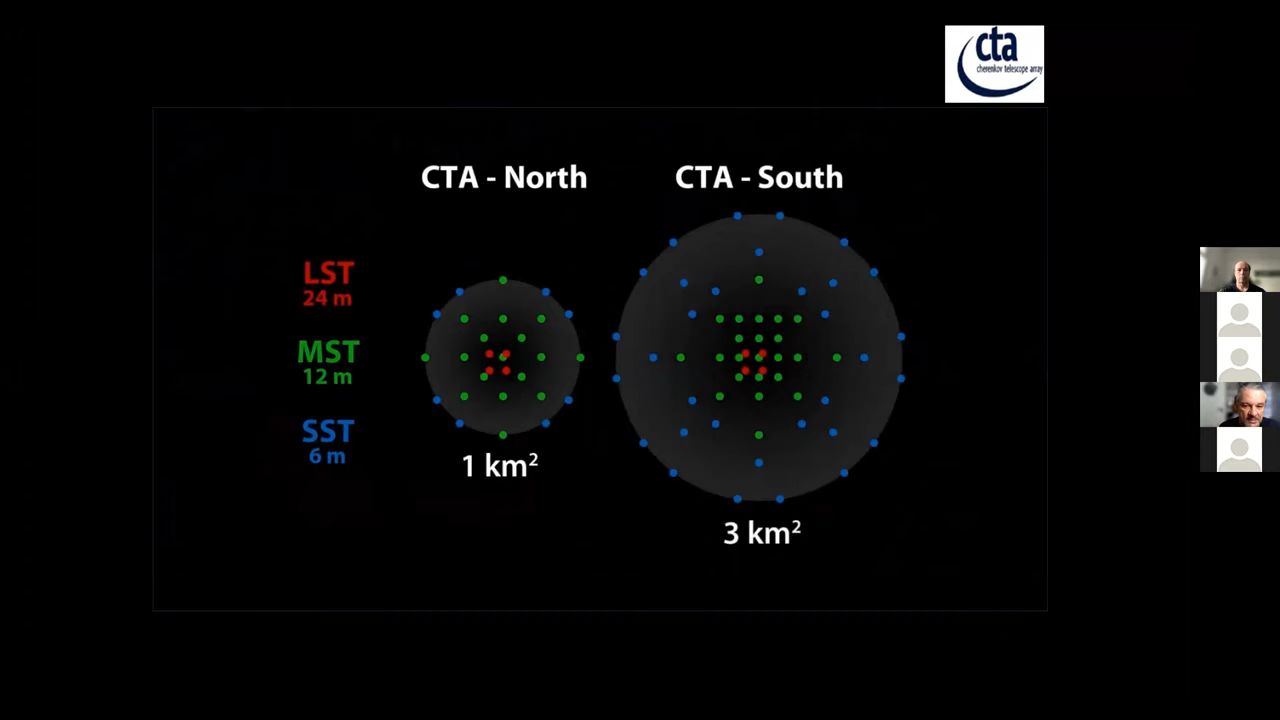 cta
cherenkov telescope array
CTA - North
CTA - South
LST
24 m
MST
12 m
SST
6 m
1 km²
3 km²